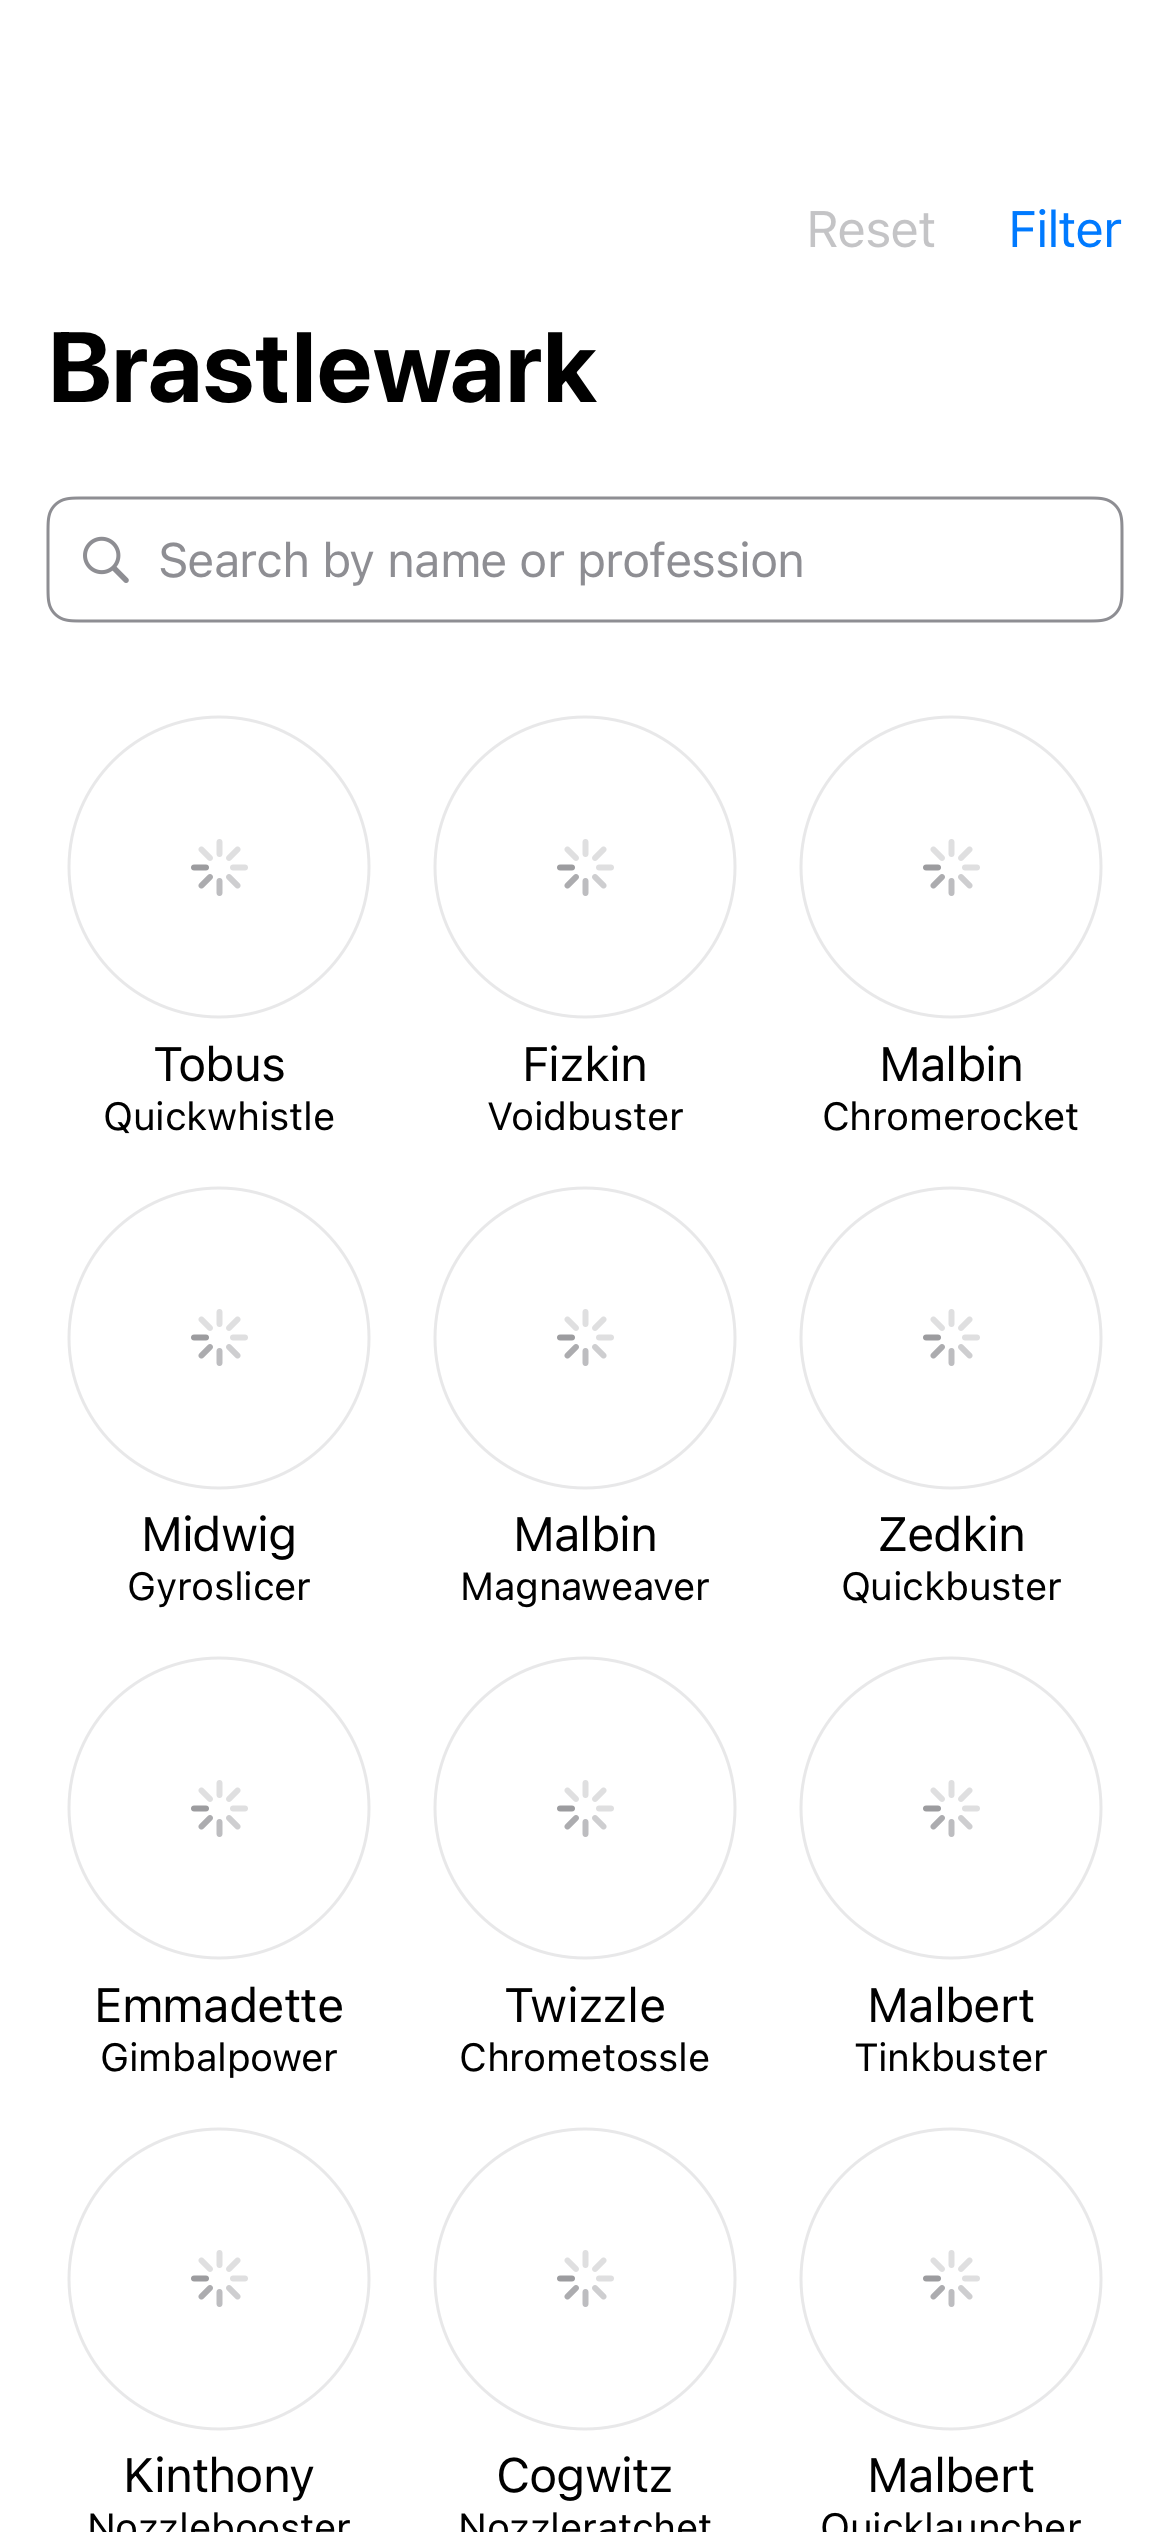 Reset Filter
Brastlewark
Search by name or profession
Tobus Fizkin Malbin
Quickwhistle Voidbuster Chromerocket
Midwig Malbin Zedkin
Gyroslicer Magnaweaver Quickbuster
Emmadette Twizzle Malbert
Gimbalpower Chrometossle Tinkbuster
Kinthony Cogwitz Malbert
Nozzlebooster Nozzleratchet Quicklauncher